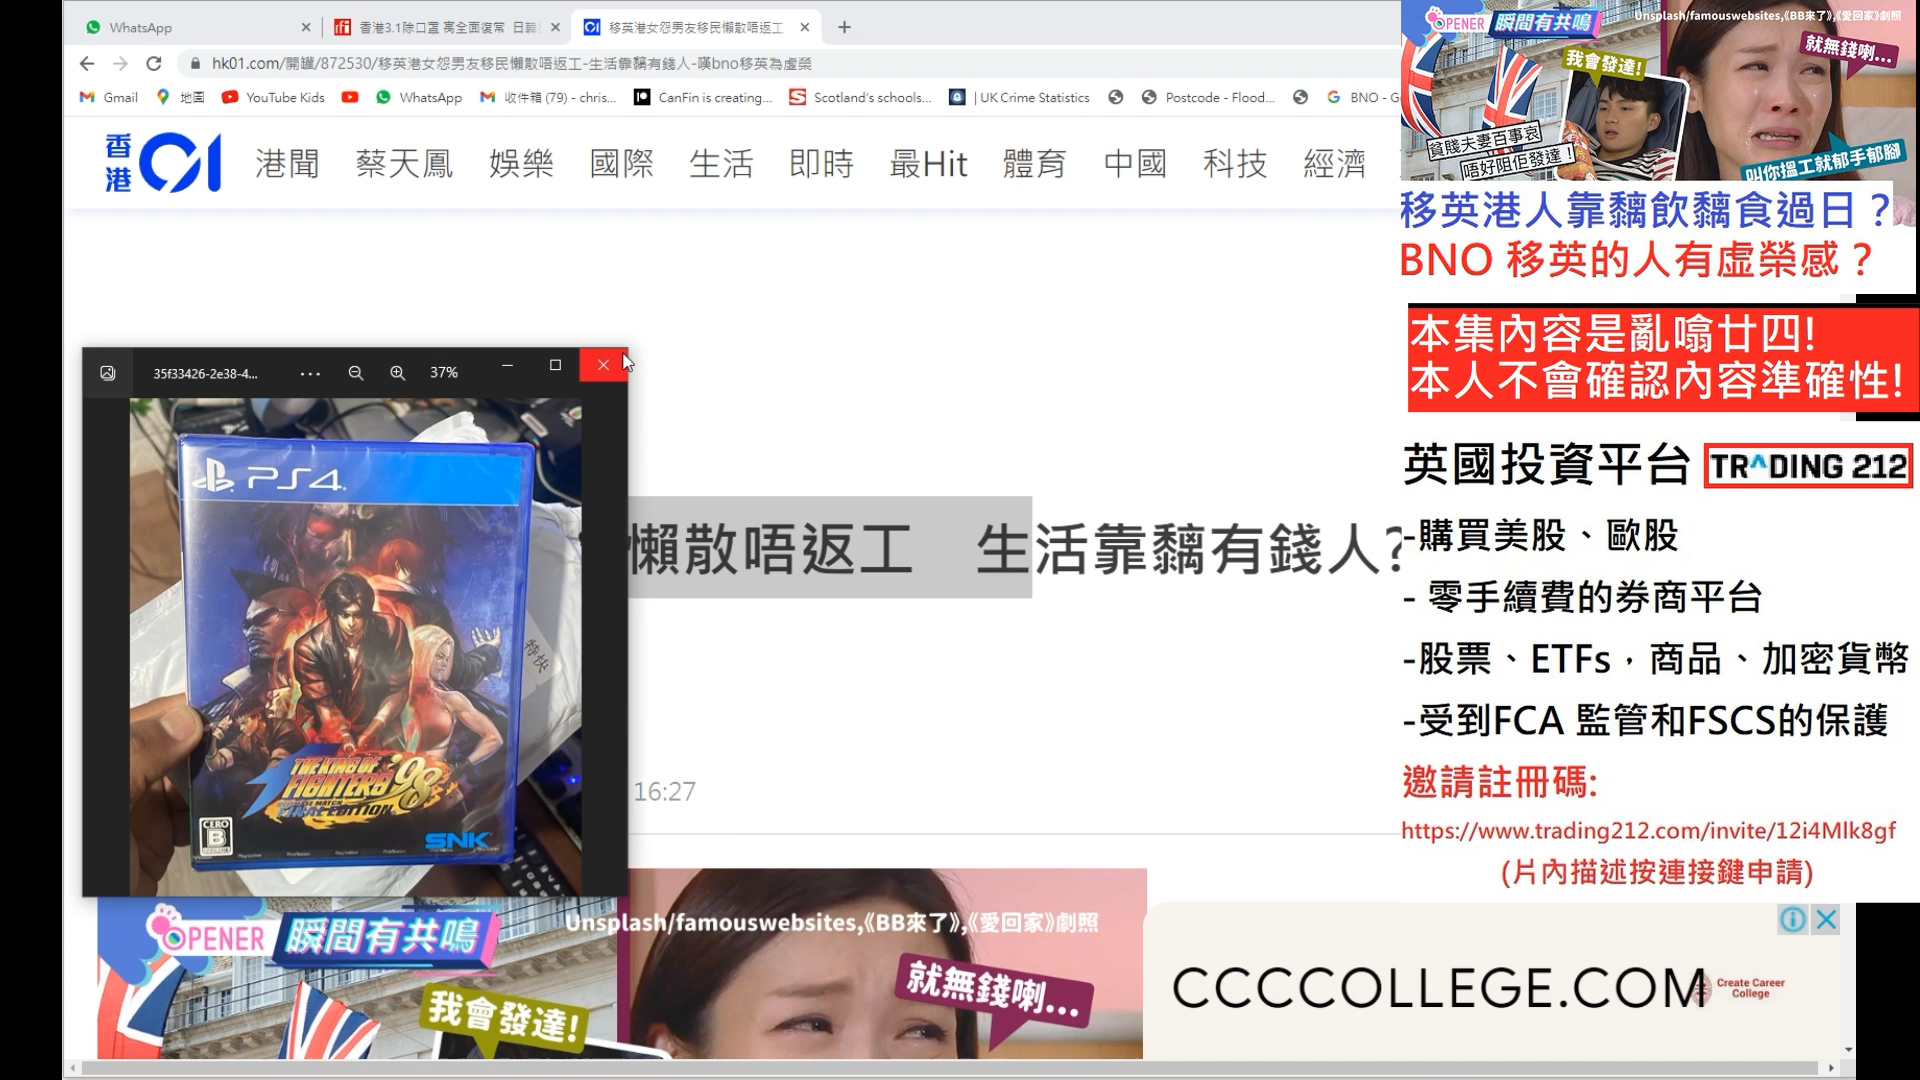 WhatsApp
香港3.1除口罩 寓全面復常 日韓
移英港女怨男友移民懶散唔返工
hk01.com/開罐/872530/移英港女怨男友移民懶散唔返工-生活靠黐有錢人-嘆bno移英為虛榮
Gmail
地圖
YouTube Kids
WhatsApp
收件箱 (79) - chris...
CanFin is creating...
Scotland's schools...
| UK Crime Statistics
Postcode - Flood...
BNO - G
香港01
港聞 蔡天鳳 娛樂 國際 生活 即時 最Hit 體育 中國 科技 經濟
35f33426-2e38-4...
37%
PS4
特快
THE KING OF
FIGHTERS '98
ULTIMATE MATCH
FINAL EDITION
CERO
B
SNK
懶散唔返工 生活靠黐有錢人?
16:27
OPENER 瞬間有共鳴
Unsplash/famouswebsites,《BB來了》,《愛回家》劇照
我會發達!
就無錢喇...
CCCCOLLEGE.COM
Create Career
College
OPENER 瞬間有共鳴
Unsplash/famouswebsites,《BB來了》,《愛回家》劇照
我會發達!
就無錢喇...
貧賤夫妻百事哀
唔好阻佢發達！
叫你搵工就郁手郁腳
移英港人靠黐飲黐食過日？
BNO 移英的人有虛榮感？
本集內容是亂噏廿四!
本人不會確認內容準確性!
英國投資平台 TRADING 212
-購買美股、歐股
- 零手續費的券商平台
-股票、ETFs，商品、加密貨幣
-受到FCA 監管和FSCS的保護
邀請註冊碼:
https://www.trading212.com/invite/12i4Mlk8gf
(片內描述按連接鍵申請)